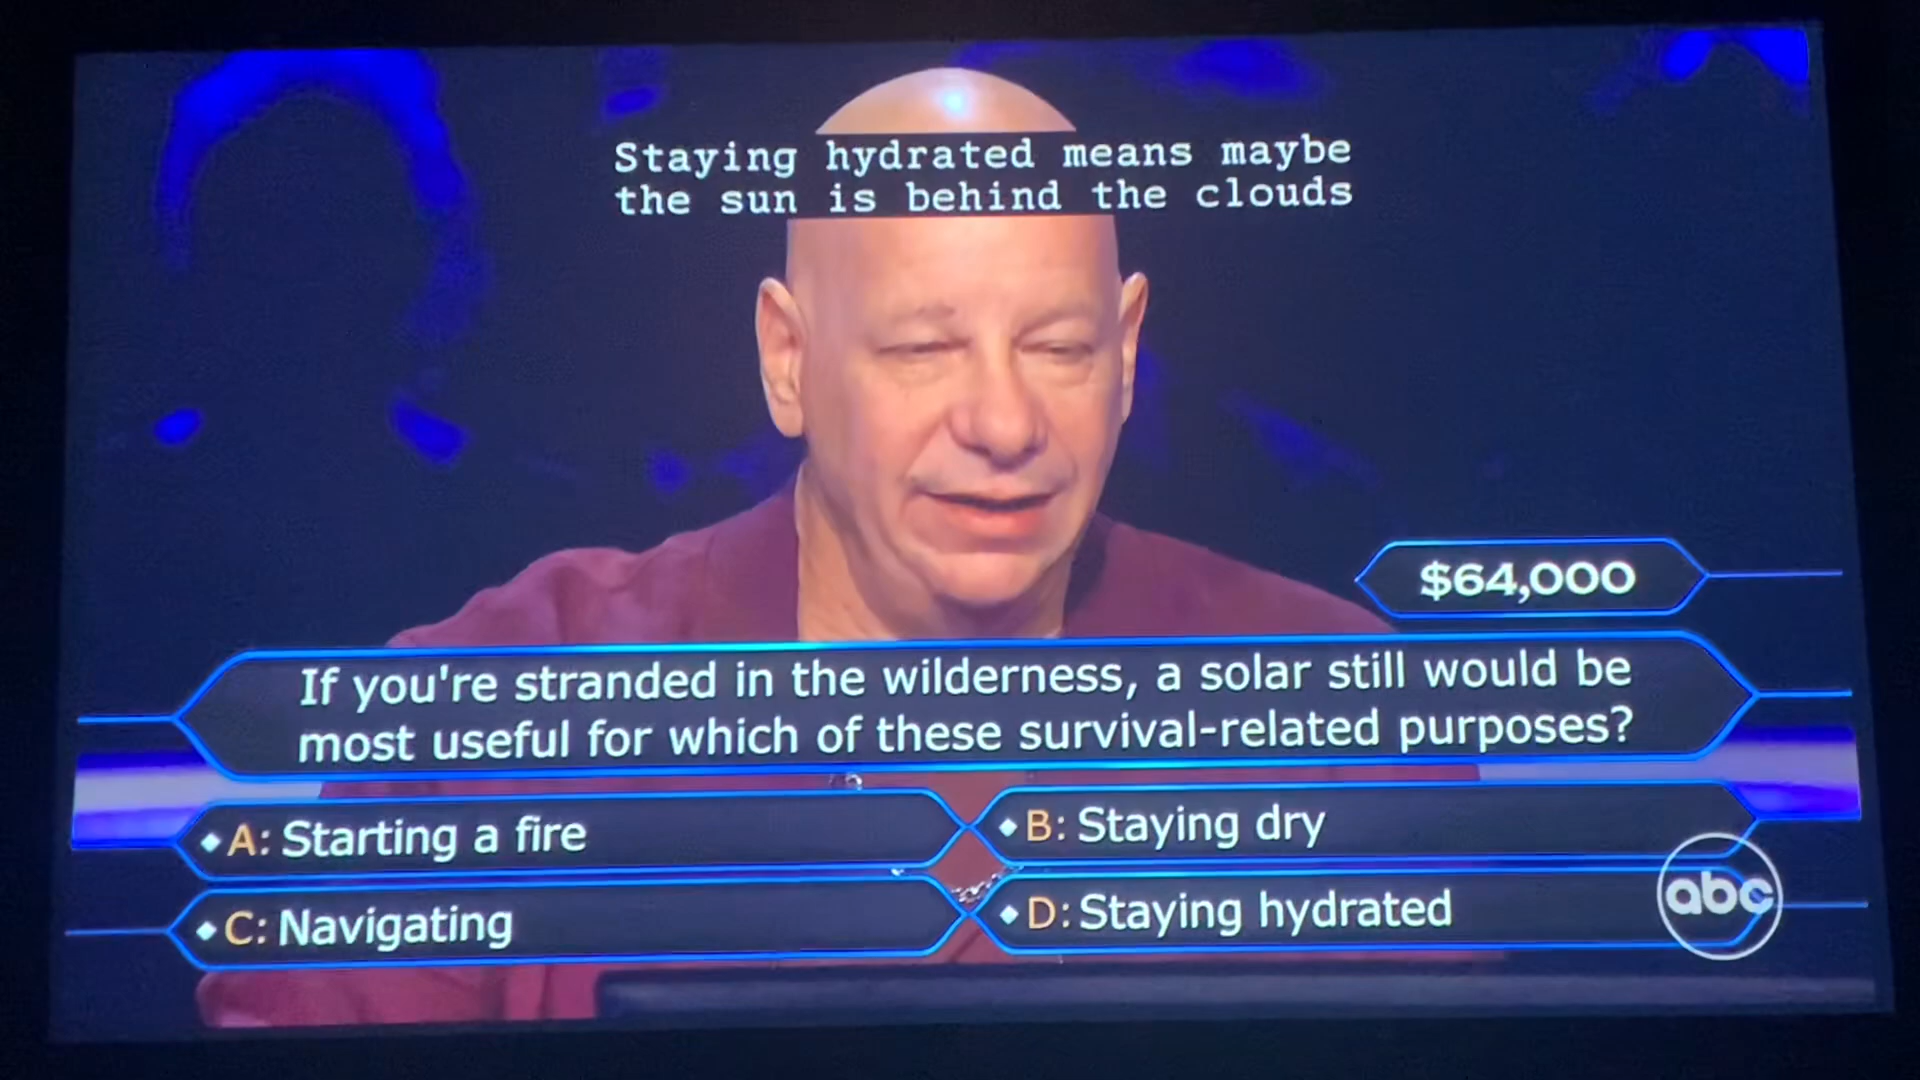 Staying hydrated means maybe
the sun is behind the clouds
$64,000
If you're stranded in the wilderness, a solar still would be
most useful for which of these survival-related purposes?
A: Starting a fire
B: Staying dry
C: Navigating
D: Staying hydrated
abc